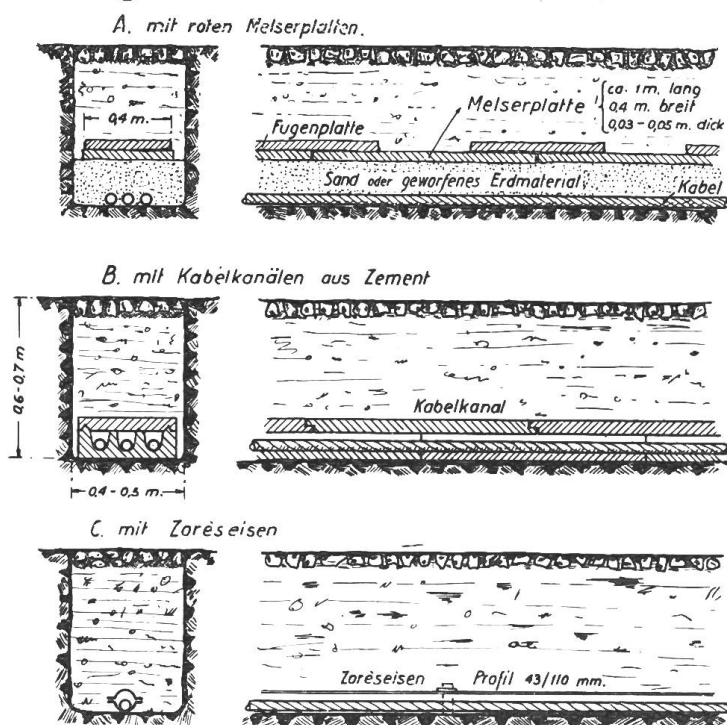 A. mit roten Melserplatten.
0,4 m.
Fugenplatte
Melserplatte
ca. 1 m. lang
0,4 m. breit
0,03-0,05 m. dick
Sand oder geworfenes Erdmaterial
Kabel
B. mit Kabelkanälen aus Zement
0,6-0,7 m
Kabelkanal
0,4-0,5 m.
C. mit Zorèseisen
Zorèseisen Profil 43/110 mm.